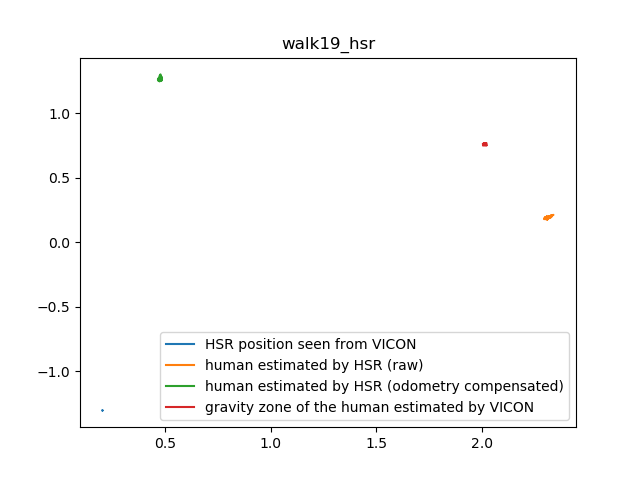 walk19_hsr
1.0
0.5
0.0
−0.5
−1.0
HSR position seen from VICON
human estimated by HSR (raw)
human estimated by HSR (odometry compensated)
gravity zone of the human estimated by VICON
0.5 1.0 1.5 2.0